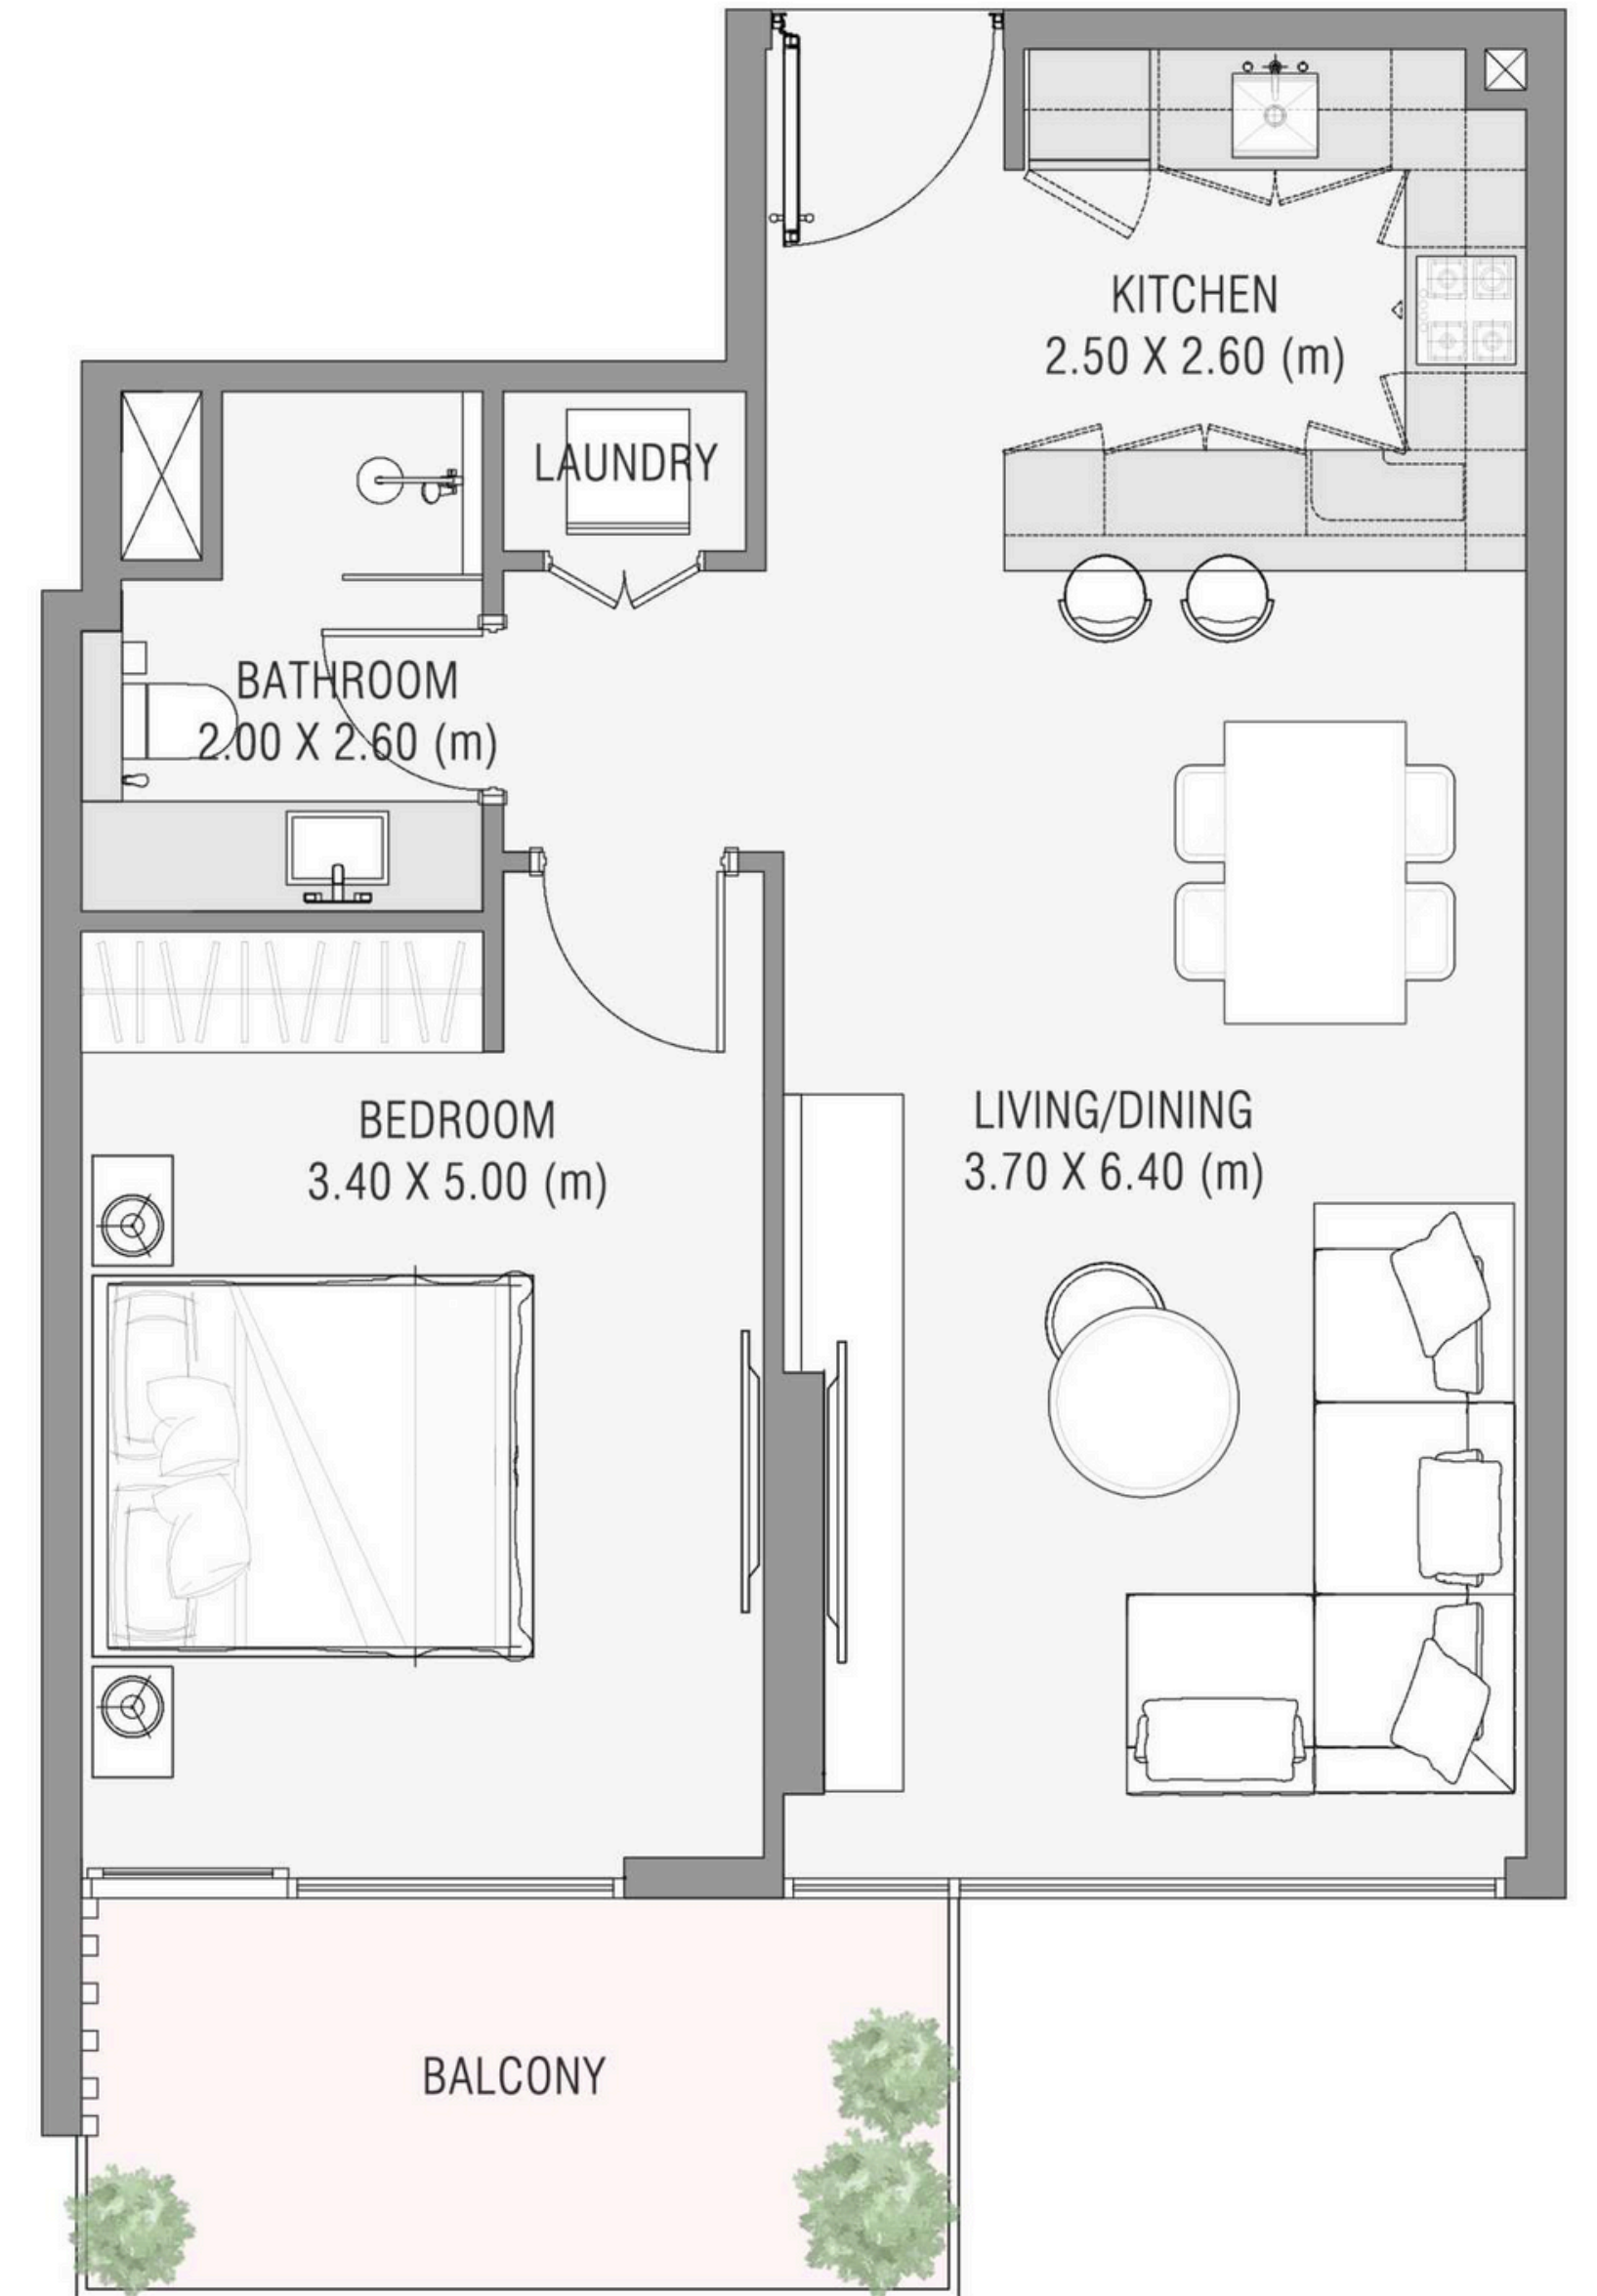 KITCHEN
2.50 X 2.60 (m)
LAUNDRY
BATHROOM
2.00 X 2.60 (m)
BEDROOM
3.40 X 5.00 (m)
LIVING/DINING
3.70 X 6.40 (m)
BALCONY